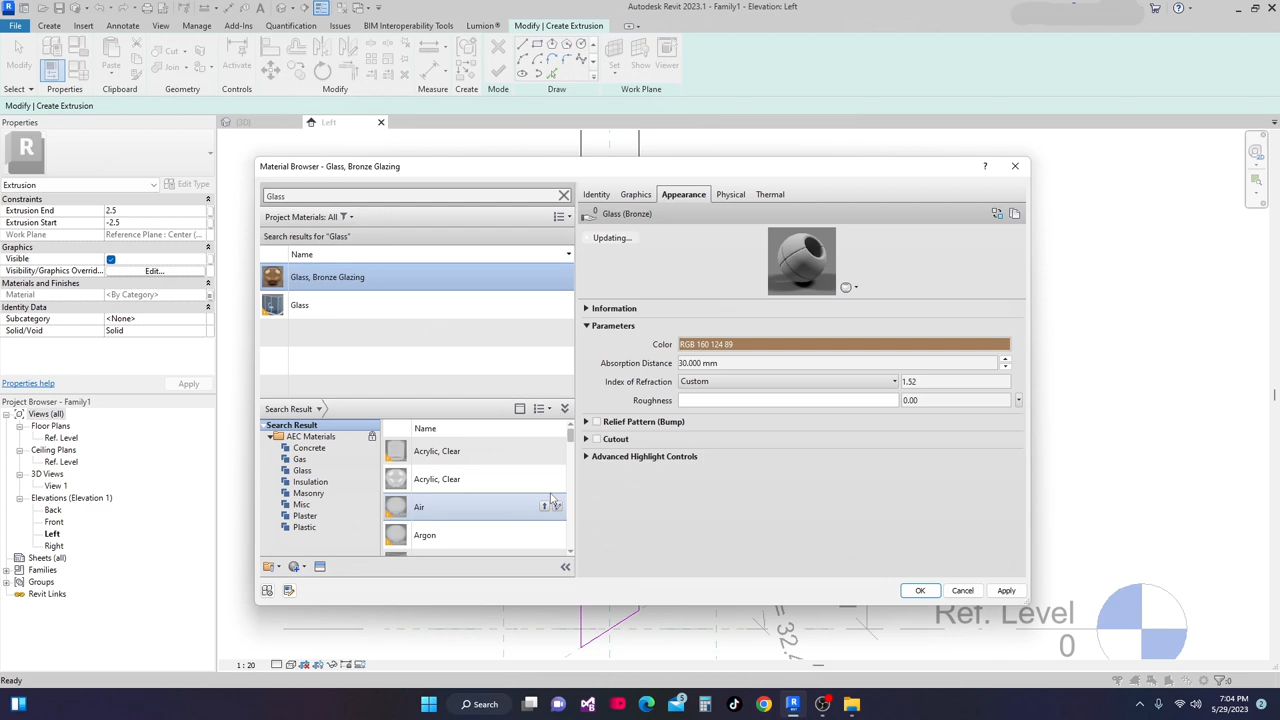 Autodesk Revit 2023.1 - Family1 - Elevation: Left
File Create Insert Annotate View Manage Add-Ins Quantification Issues BIM Interoperability Tools Lumion® Modify | Create Extrusion
Modify Paste Cut Join Activate Set Show Viewer
Select Properties Clipboard Geometry Controls Modify Measure Create Mode Draw Work Plane
Modify | Create Extrusion
Properties
(3D) Left
R
Extrusion Edit Type
Constraints
Extrusion End 2.5
Extrusion Start -2.5
Work Plane Reference Plane : Center (...
Graphics
Visible
Visibility/Graphics Overrid... Edit...
Materials and Finishes
Material <By Category>
Identity Data
Subcategory <None>
Solid/Void Solid
Properties help Apply
Project Browser - Family1
Views (all)
Floor Plans
Ref. Level
Ceiling Plans
Ref. Level
3D Views
View 1
Elevations (Elevation 1)
Back
Front
Left
Right
Sheets (all)
Families
Groups
Revit Links
Material Browser - Glass, Bronze Glazing
Glass
Project Materials: All
Search results for "Glass"
Name
Glass, Bronze Glazing
Glass
Search Result
Search Result
AEC Materials
Concrete
Gas
Glass
Insulation
Masonry
Misc
Plaster
Plastic
Name
Acrylic, Clear
Acrylic, Clear
Air
Argon
Identity Graphics Appearance Physical Thermal
0
Glass (Bronze)
Updating...
Information
Parameters
Color RGB 160 124 89
Absorption Distance 30.000 mm
Index of Refraction Custom 1.52
Roughness 0.00
Relief Pattern (Bump)
Cutout
Advanced Highlight Controls
OK Cancel Apply
Ref. Level
0
1 : 20
Ready :0
Search 7:04 PM
5/29/2023